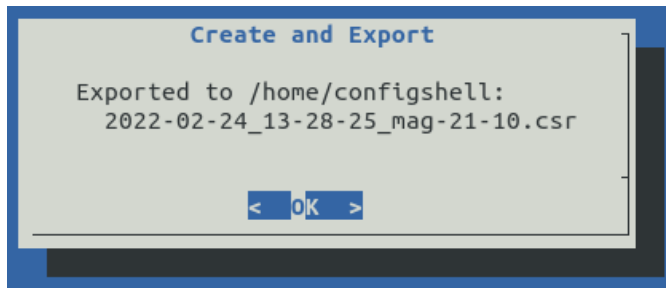 Create and Export
Exported to /home/configshell:
2022-02-24_13-28-25_mag-21-10.csr
< OK >